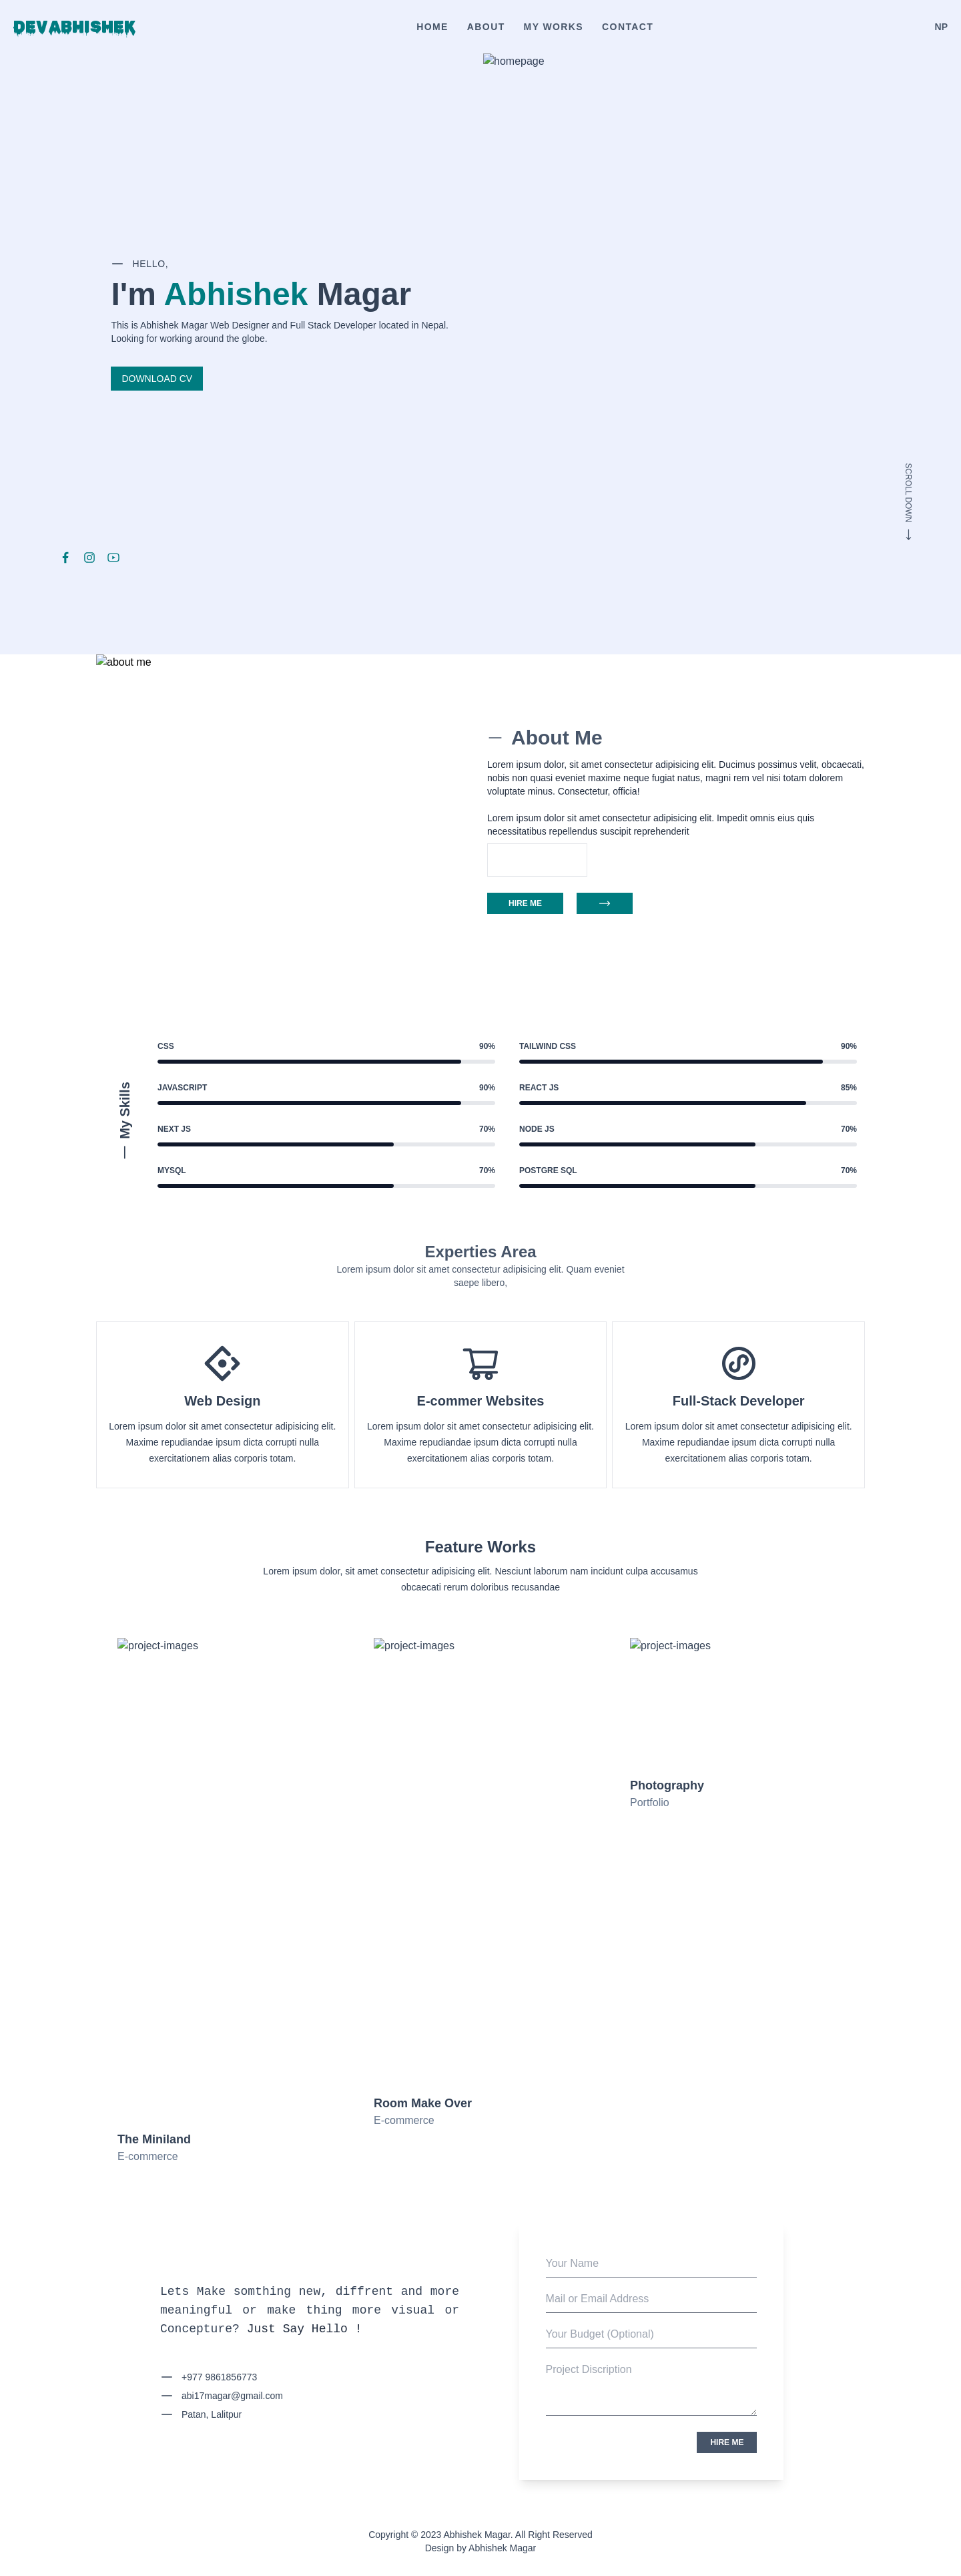 DEVABHISHEK
HOME ABOUT MY WORKS CONTACT
NP
homepage
HELLO,
I'm Abhishek Magar
This is Abhishek Magar Web Designer and Full Stack Developer located in Nepal.
Looking for working around the globe.
DOWNLOAD CV
SCROLL DOWN
about me
About Me
Lorem ipsum dolor, sit amet consectetur adipisicing elit. Ducimus possimus velit, obcaecati,
nobis non quasi eveniet maxime neque fugiat natus, magni rem vel nisi totam dolorem
voluptate minus. Consectetur, officia!
Lorem ipsum dolor sit amet consectetur adipisicing elit. Impedit omnis eius quis
necessitatibus repellendus suscipit reprehenderit
HIRE ME
My Skills
CSS 90%
TAILWIND CSS 90%
JAVASCRIPT 90%
REACT JS 85%
NEXT JS 70%
NODE JS 70%
MYSQL 70%
POSTGRE SQL 70%
Experties Area
Lorem ipsum dolor sit amet consectetur adipisicing elit. Quam eveniet
saepe libero,
Web Design
Lorem ipsum dolor sit amet consectetur adipisicing elit.
Maxime repudiandae ipsum dicta corrupti nulla
exercitationem alias corporis totam.
E-commer Websites
Lorem ipsum dolor sit amet consectetur adipisicing elit.
Maxime repudiandae ipsum dicta corrupti nulla
exercitationem alias corporis totam.
Full-Stack Developer
Lorem ipsum dolor sit amet consectetur adipisicing elit.
Maxime repudiandae ipsum dicta corrupti nulla
exercitationem alias corporis totam.
Feature Works
Lorem ipsum dolor, sit amet consectetur adipisicing elit. Nesciunt laborum nam incidunt culpa accusamus
obcaecati rerum doloribus recusandae
project-images
project-images
project-images
Photography
Portfolio
Room Make Over
E-commerce
The Miniland
E-commerce
Lets Make somthing new, diffrent and more
meaningful or make thing more visual or
Concepture? Just Say Hello !
+977 9861856773
abi17magar@gmail.com
Patan, Lalitpur
Your Name
Mail or Email Address
Your Budget (Optional)
Project Discription
HIRE ME
Copyright © 2023 Abhishek Magar. All Right Reserved
Design by Abhishek Magar